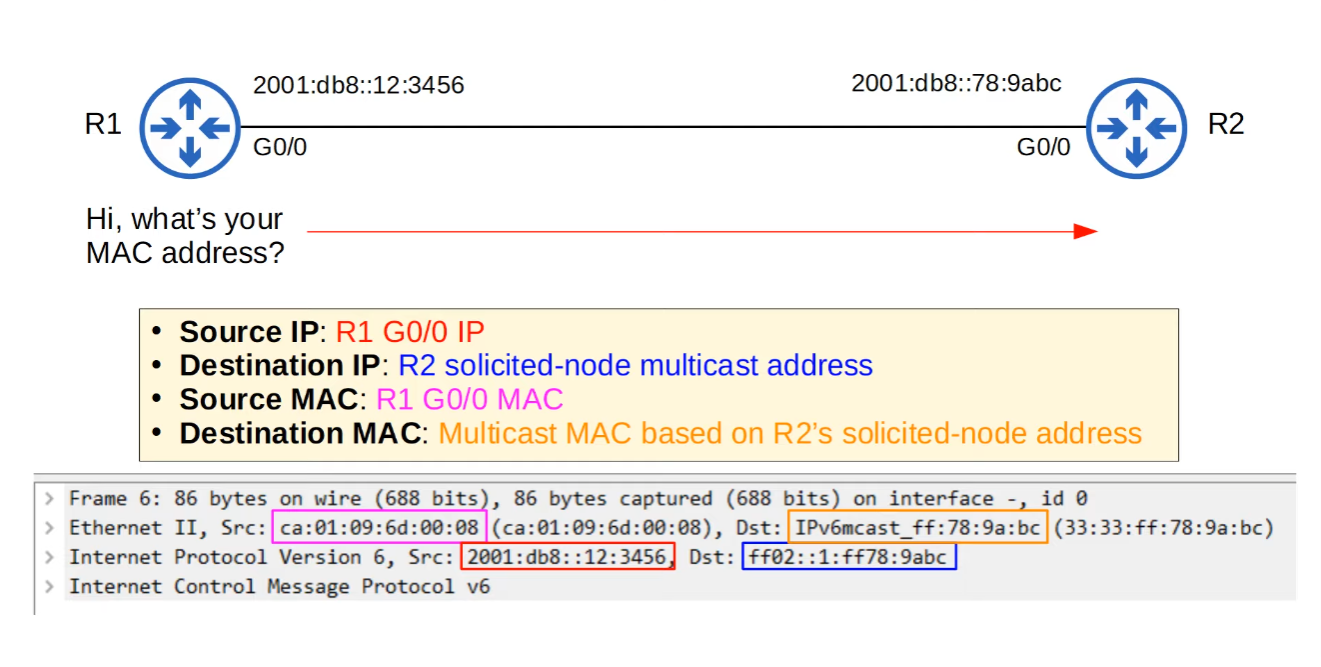 2001:db8::12:3456
2001:db8::78:9abc
R1
R2
G0/0
G0/0
Hi, what’s your
MAC address?
• Source IP: R1 G0/0 IP
• Destination IP: R2 solicited-node multicast address
• Source MAC: R1 G0/0 MAC
• Destination MAC: Multicast MAC based on R2’s solicited-node address
> Frame 6: 86 bytes on wire (688 bits), 86 bytes captured (688 bits) on interface -, id 0
> Ethernet II, Src: ca:01:09:6d:00:08 (ca:01:09:6d:00:08), Dst: IPv6mcast_ff:78:9a:bc (33:33:ff:78:9a:bc)
> Internet Protocol Version 6, Src: 2001:db8::12:3456, Dst: ff02::1:ff78:9abc
> Internet Control Message Protocol v6